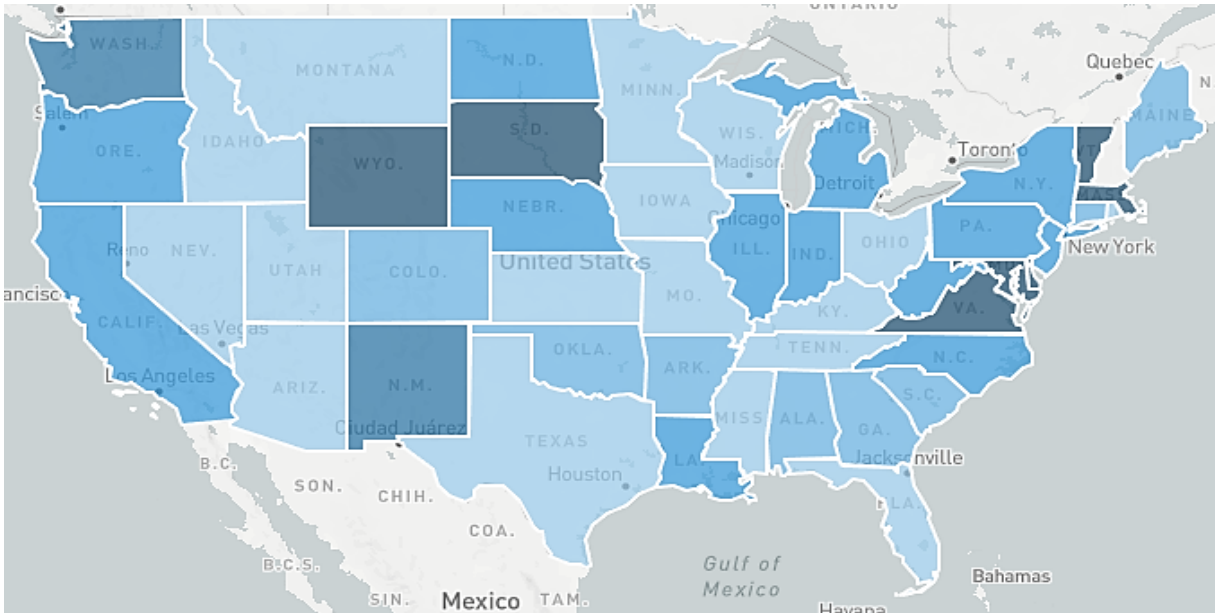 ONTARIO
WASH.
MONTANA
N.D.
MINN.
Quebec
N.
Salem
ORE.
IDAHO
WYO.
S.D.
WIS.
Madison
MICH.
Toronto
VT.
MAINE
Detroit
N.Y.
MASS.
NEBR.
IOWA
Chicago
ILL.
IND.
OHIO
PA.
New York
Reno
NEV.
UTAH
COLO.
United States
ancisc
CALIF.
Las Vegas
MO.
KY.
VA.
Los Angeles
ARIZ.
N.M.
OKLA.
ARK.
TENN.
N.C.
S.C.
Ciudad Juárez
TEXAS
MISS
ALA.
GA.
Houston
LA.
Jacksonville
FLA.
B.C.
SON.
CHIH.
COA.
B.C.S.
SIN.
Mexico
TAM.
Gulf of
Mexico
Bahamas
Havana